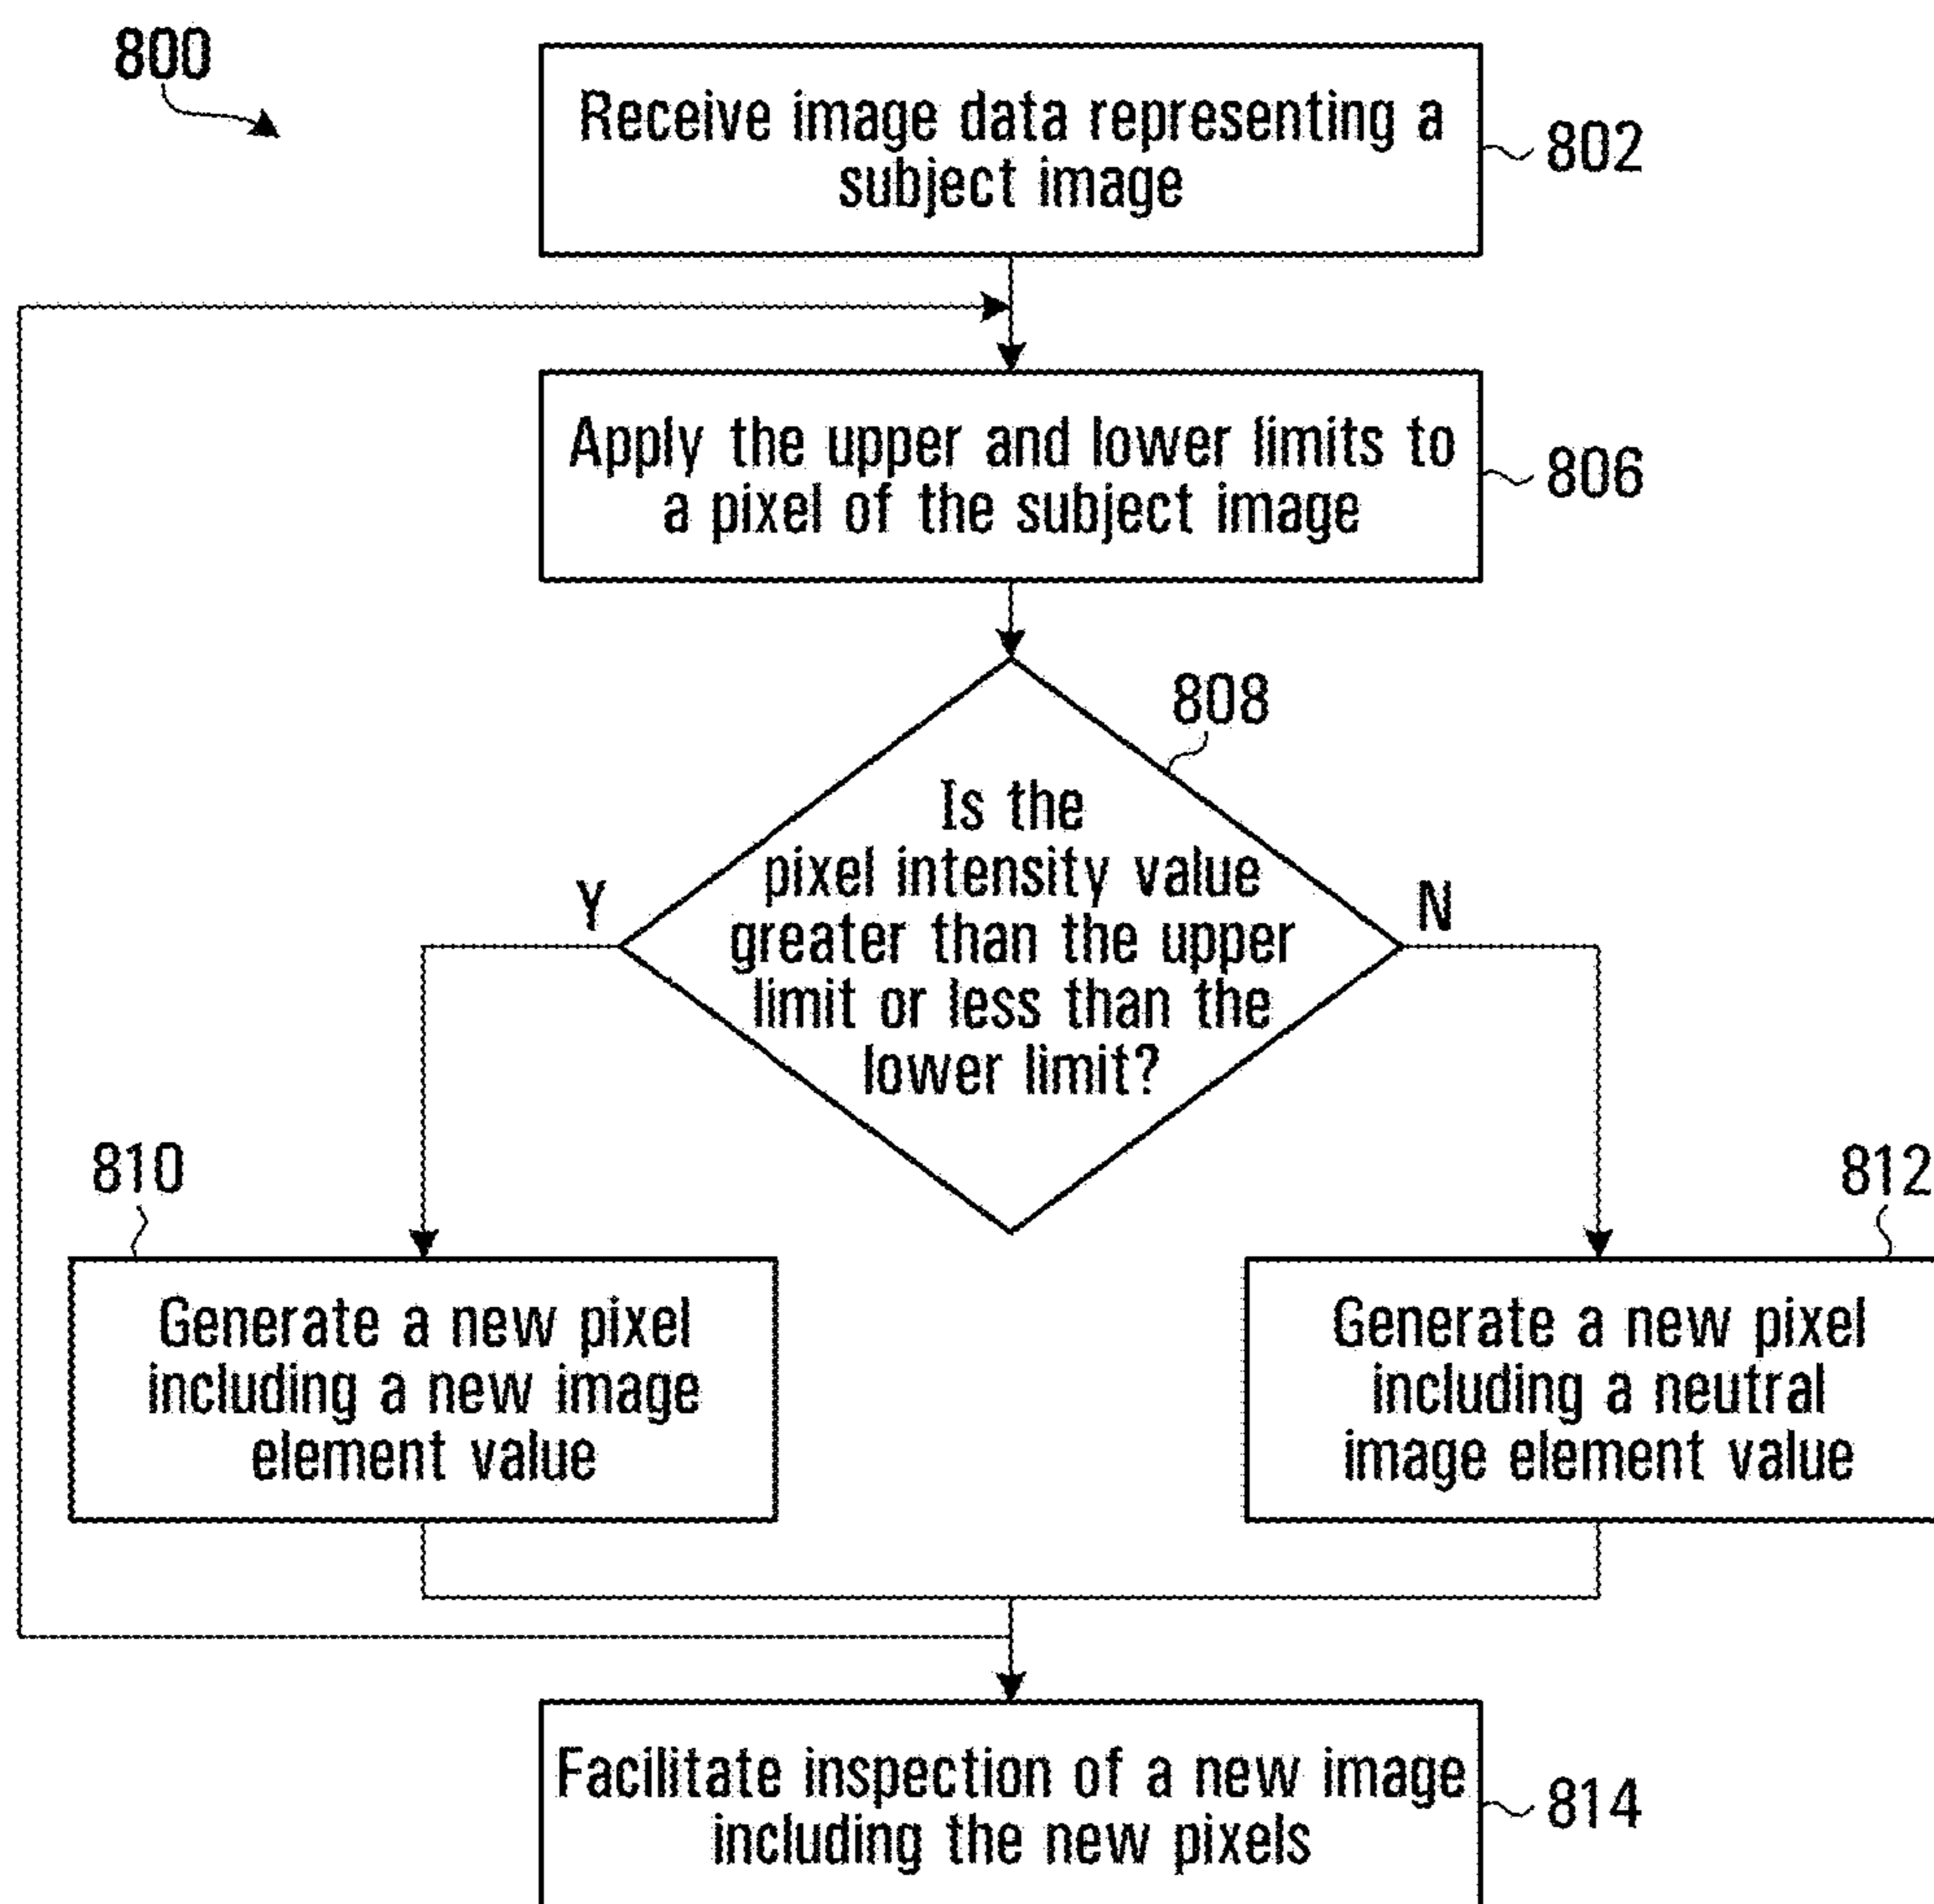 800
Receive image data representing a
subject image
802
Apply the upper and lower limits to
a pixel of the subject image
806
808
Is the
pixel intensity value
greater than the upper
limit or less than the
lower limit?
Y
N
810
Generate a new pixel
including a new image
element value
812
Generate a new pixel
including a neutral
image element value
Facilitate inspection of a new image
including the new pixels
814